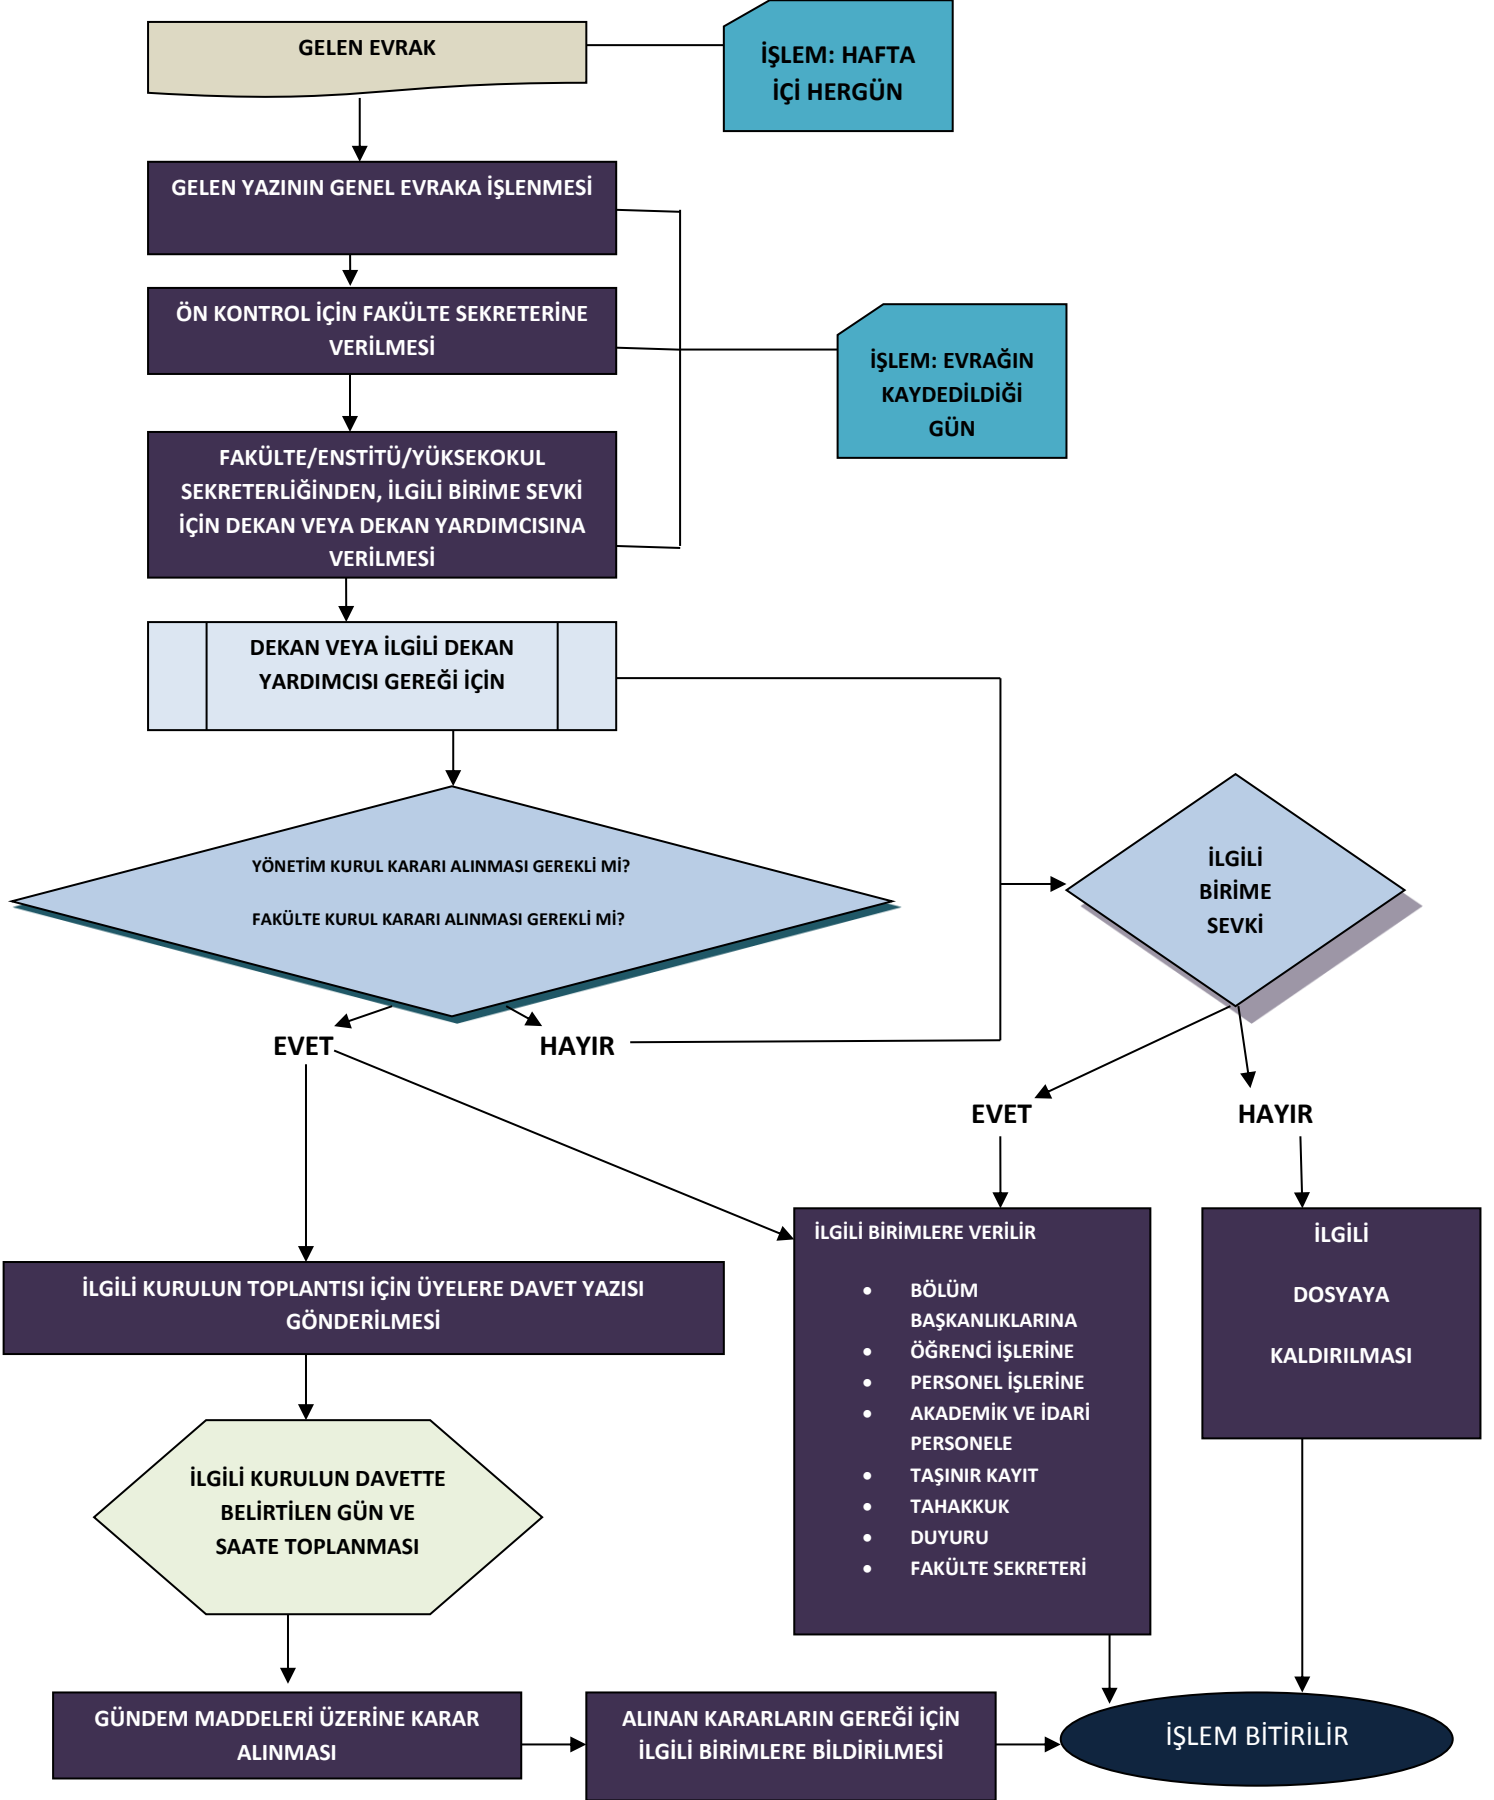 GELEN EVRAK
İŞLEM: HAFTA
İÇİ HERGÜN
GELEN YAZININ GENEL EVRAKA İŞLENMESİ
ÖN KONTROL İÇİN FAKÜLTE SEKRETERİNE
VERİLMESİ
İŞLEM: EVRAĞIN
KAYDEDİLDİĞİ
GÜN
FAKÜLTE/ENSTİTÜ/YÜKSEKOKUL
SEKRETERLİĞİNDEN, İLGİLİ BİRİME SEVKİ
İÇİN DEKAN VEYA DEKAN YARDIMCISINA
VERİLMESİ
DEKAN VEYA İLGİLİ DEKAN
YARDIMCISI GEREĞİ İÇİN
YÖNETİM KURUL KARARI ALINMASI GEREKLİ Mİ?
FAKÜLTE KURUL KARARI ALINMASI GEREKLİ Mİ?
İLGİLİ
BİRİME
SEVKİ
EVET
HAYIR
EVET
HAYIR
İLGİLİ KURULUN TOPLANTISI İÇİN ÜYELERE DAVET YAZISI
GÖNDERİLMESİ
İLGİLİ BİRİMLERE VERİLİR
• BÖLÜM
BAŞKANLIKLARINA
• ÖĞRENCİ İŞLERİNE
• PERSONEL İŞLERİNE
• AKADEMİK VE İDARİ
PERSONELE
• TAŞINIR KAYIT
• TAHAKKUK
• DUYURU
• FAKÜLTE SEKRETERİ
İLGİLİ
DOSYAYA
KALDIRILMASI
İLGİLİ KURULUN DAVETTE
BELİRTİLEN GÜN VE
SAATE TOPLANMASI
GÜNDEM MADDELERİ ÜZERİNE KARAR
ALINMASI
ALINAN KARARLARIN GEREĞİ İÇİN
İLGİLİ BİRİMLERE BİLDİRİLMESİ
İŞLEM BİTİRİLİR